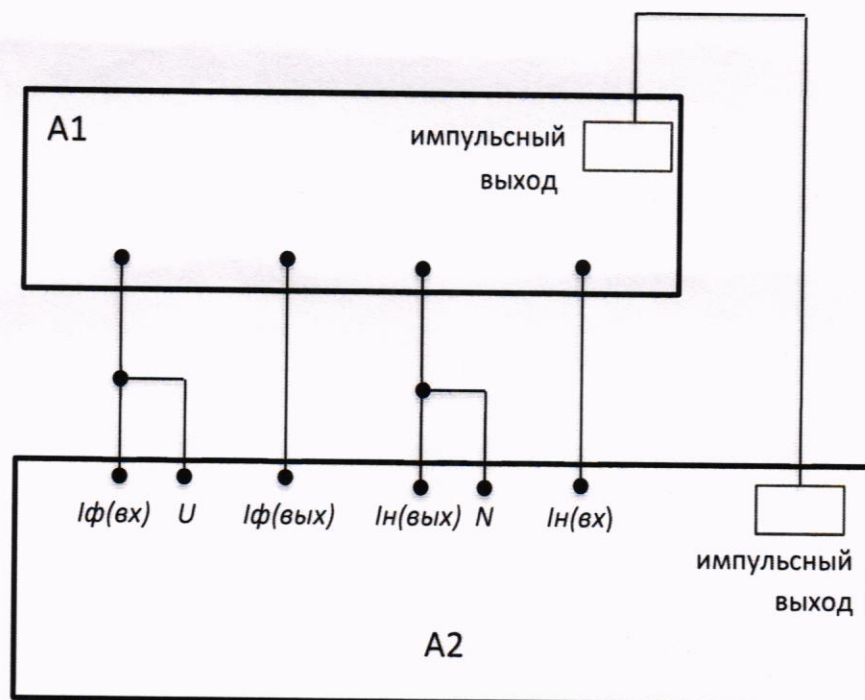 A1
импульсный
выход
Iф(вх) U Iф(вых) Iн(вых) N Iн(вх)
импульсный
выход
A2